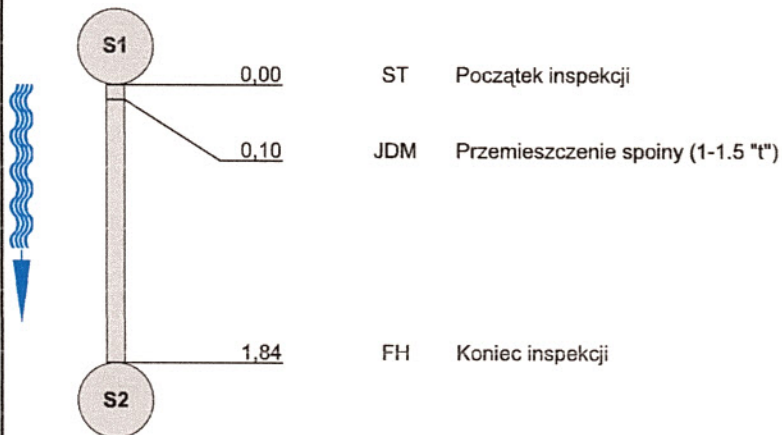 S1
0,00 ST Początek inspekcji
0,10 JDM Przemieszczenie spoiny (1-1.5 "t")
1,84 FH Koniec inspekcji
S2